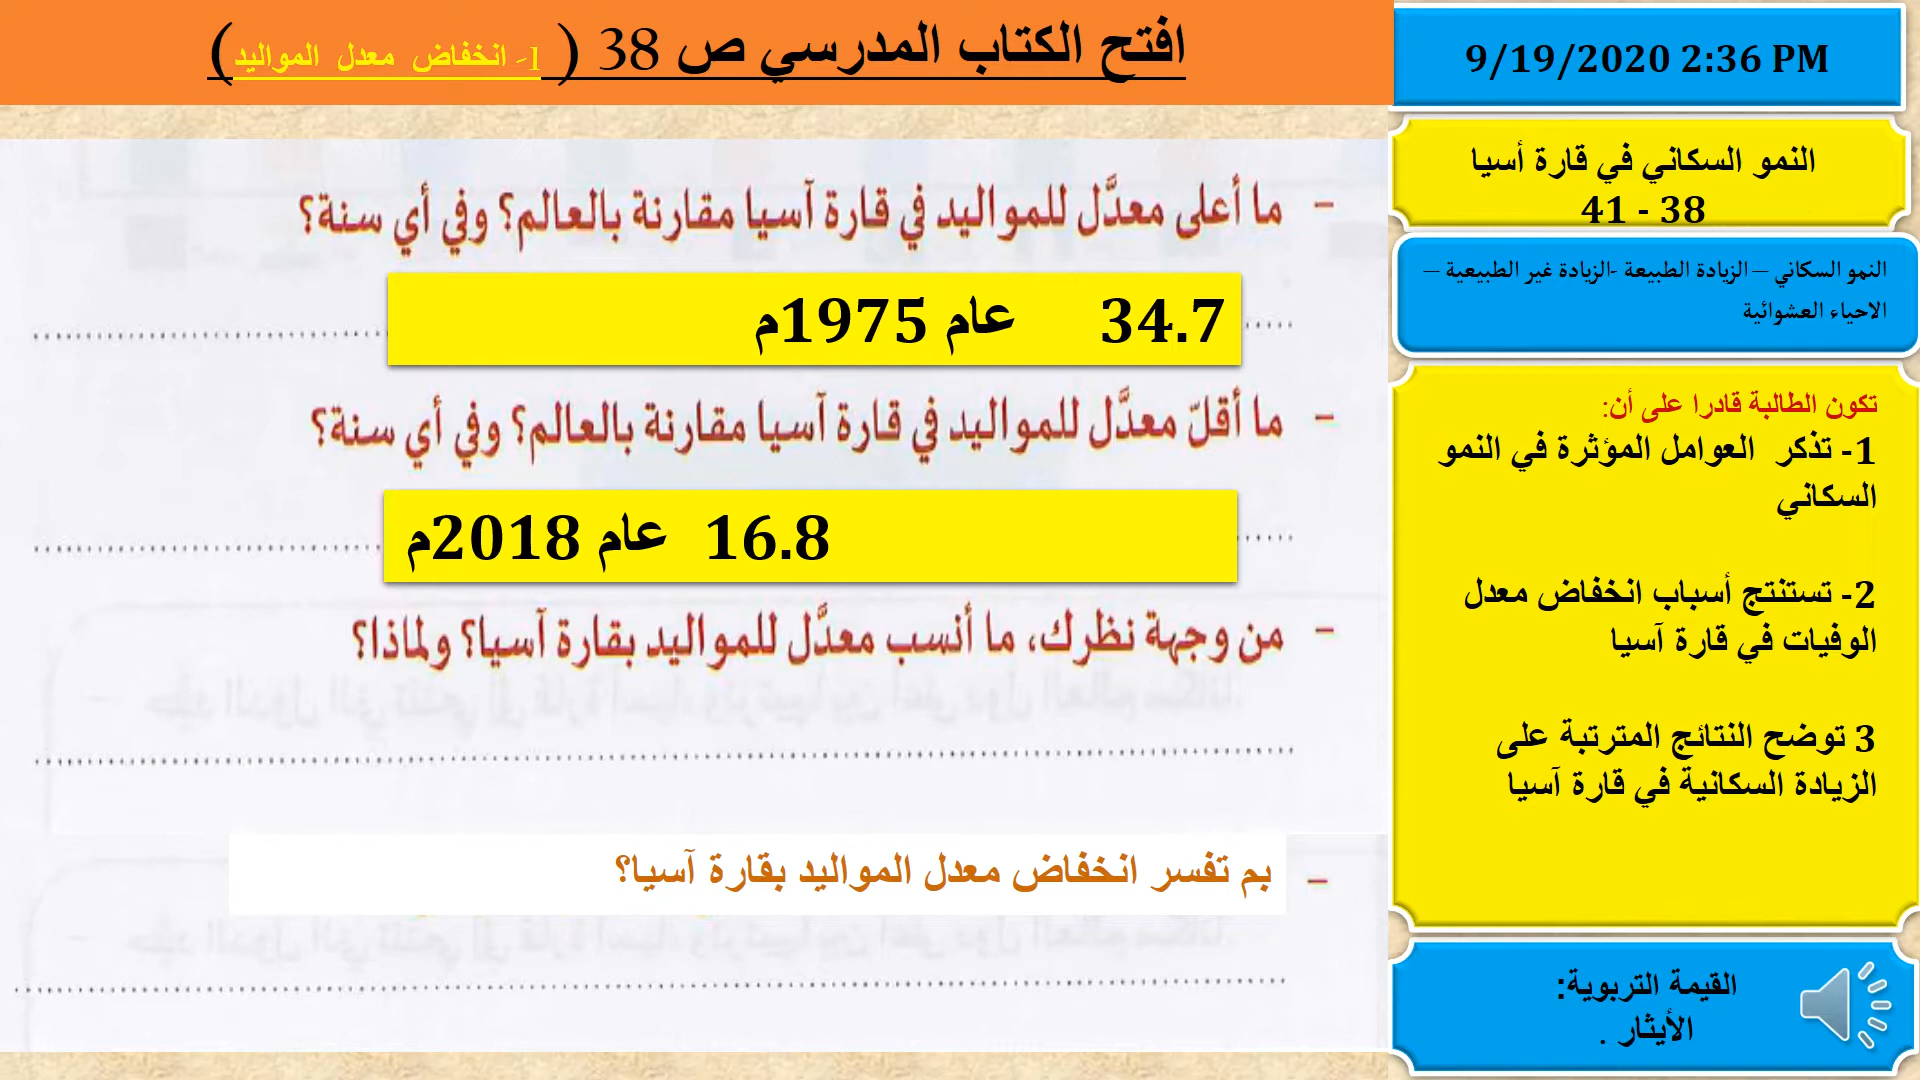 افتح الكتاب المدرسي ص 38 ( 1- انخفاض معدل المواليد)
- ما أعلى معدَّل للمواليد في قارة آسيا مقارنة بالعالم؟ وفي أي سنة؟
34.7 عام 1975م
- ما أقلّ معدَّل للمواليد في قارة آسيا مقارنة بالعالم؟ وفي أي سنة؟
16.8 عام 2018م
- من وجهة نظرك، ما أنسب معدَّل للمواليد بقارة آسيا؟ ولماذا؟
- بم تفسر انخفاض معدل المواليد بقارة آسيا؟
9/19/2020 2:36 PM
النمو السكاني في قارة أسيا
38 - 41
النمو السكاني – الزيادة الطبيعة -الزيادة غير الطبيعية –
الاحياء العشوائية
تكون الطالبة قادرا على أن:
1- تذكر العوامل المؤثرة في النمو
السكاني
2- تستنتج أسباب انخفاض معدل
الوفيات في قارة آسيا
3 توضح النتائج المترتبة على
الزيادة السكانية في قارة آسيا
القيمة التربوية:
الأيثار .